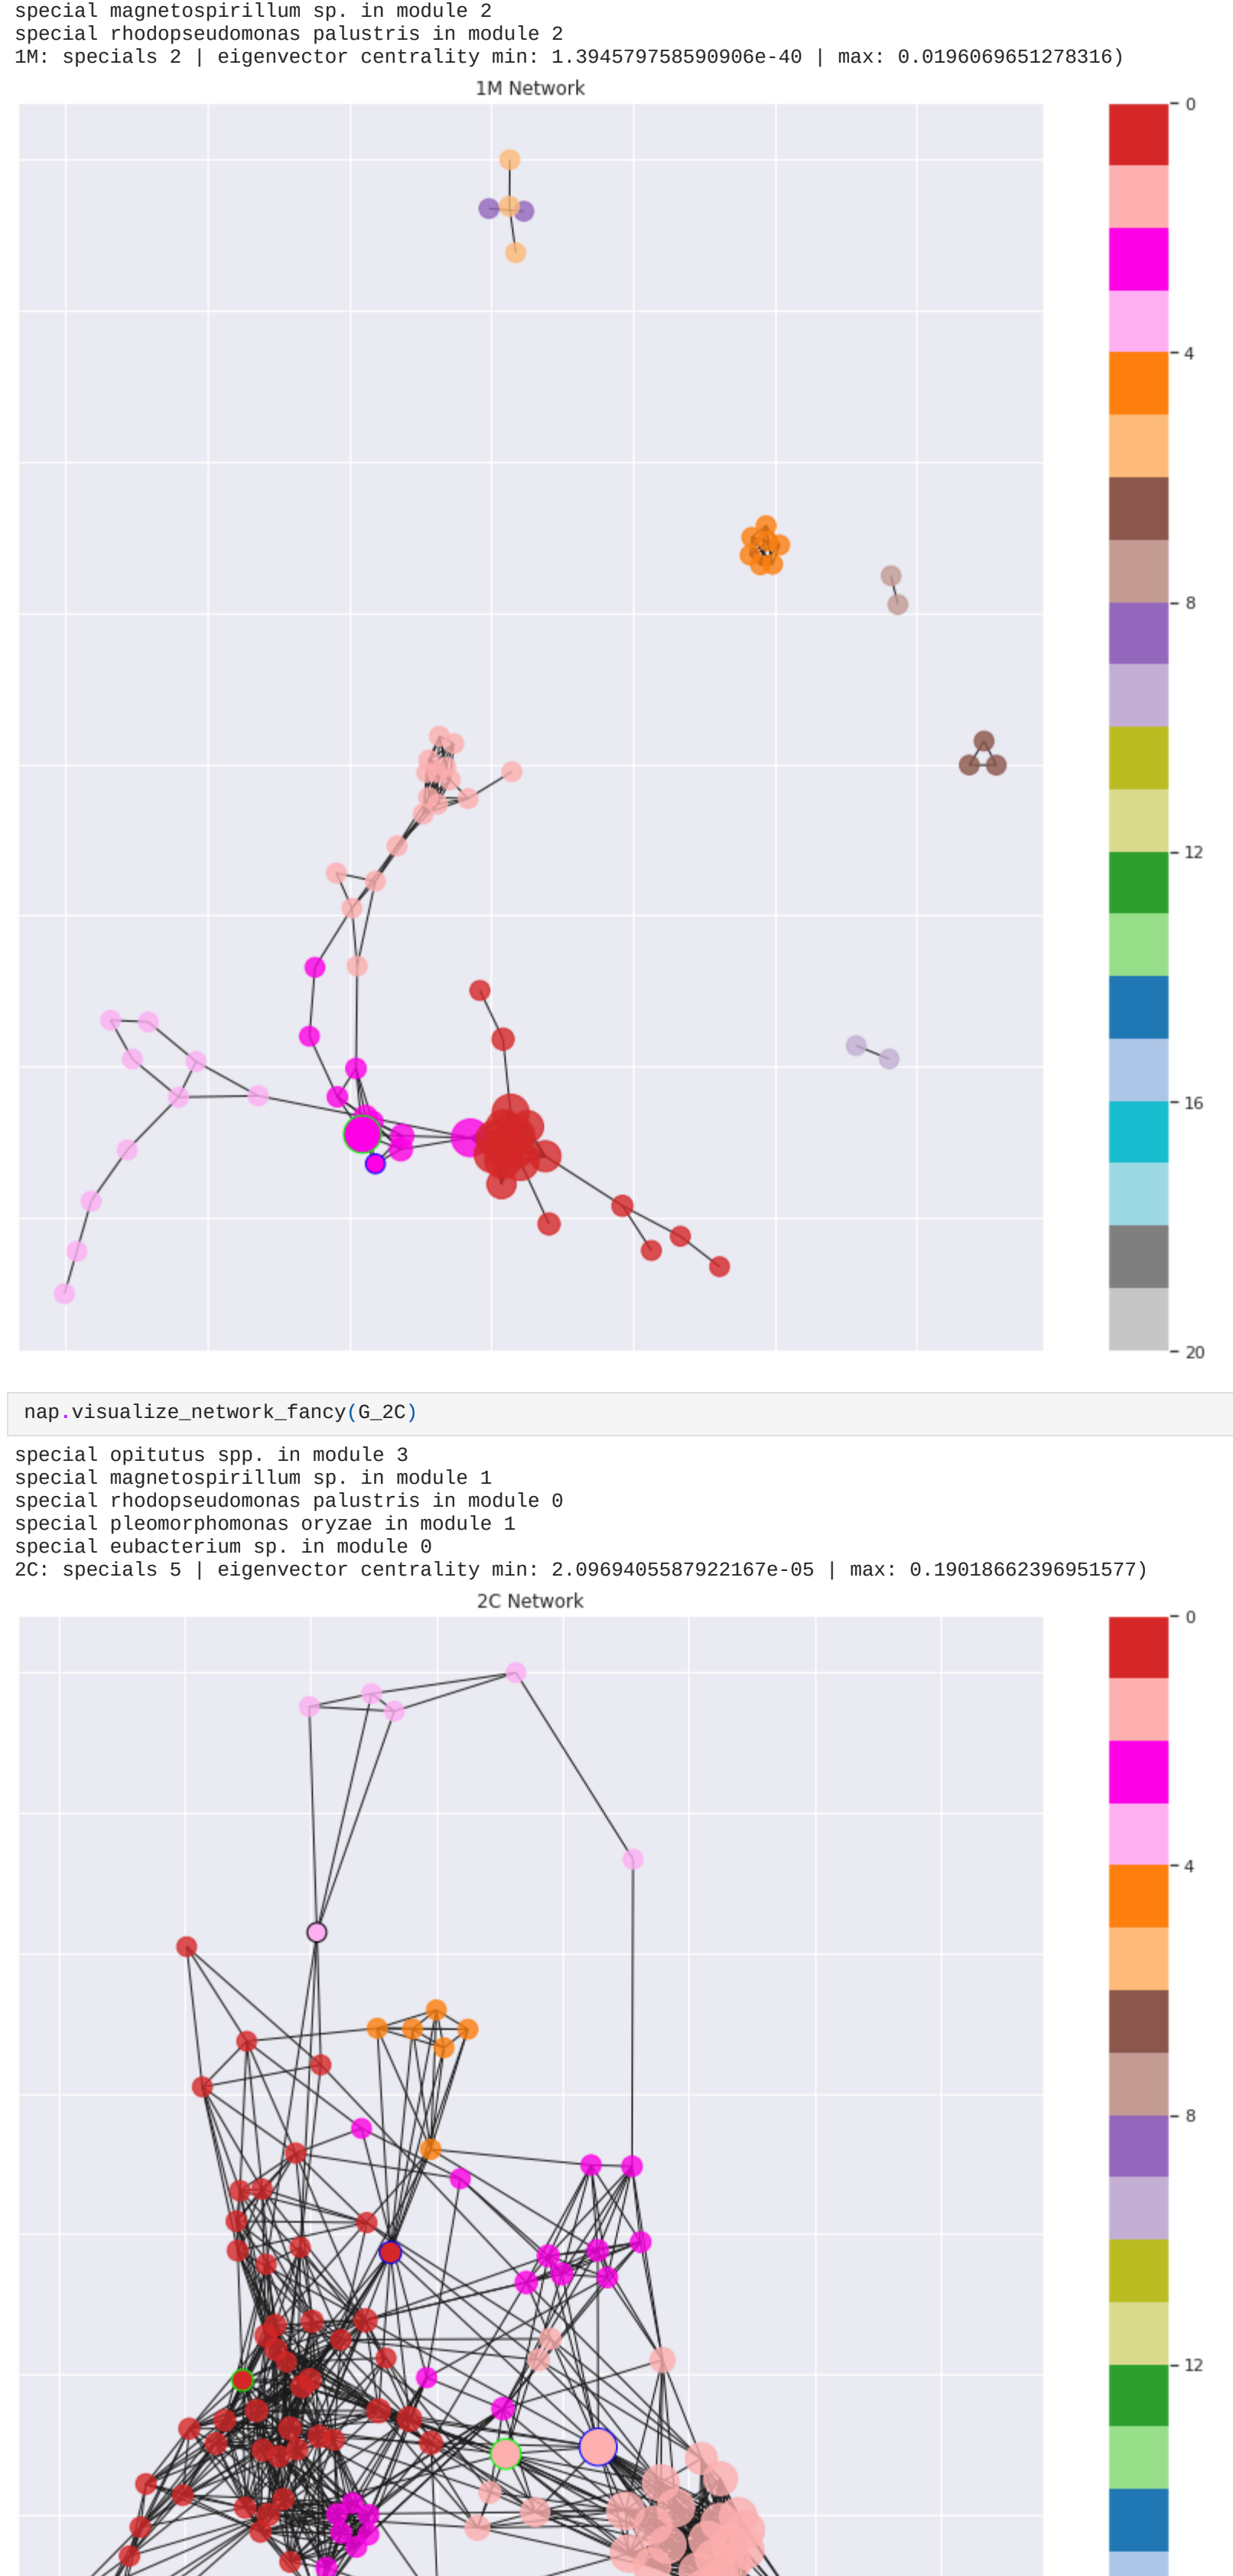 special magnetospirillum sp. in module 2
special rhodopseudomonas palustris in module 2
1M: specials 2 | eigenvector centrality min: 1.394579758590906e-40 | max: 0.0196069651278316)
1M Network
0
4
8
12
16
20
nap.visualize_network_fancy(G_2C)
special opitutus spp. in module 3
special magnetospirillum sp. in module 1
special rhodopseudomonas palustris in module 0
special pleomorphomonas oryzae in module 1
special eubacterium sp. in module 0
2C: specials 5 | eigenvector centrality min: 2.0969405587922167e-05 | max: 0.19018662396951577)
2C Network
0
4
8
12